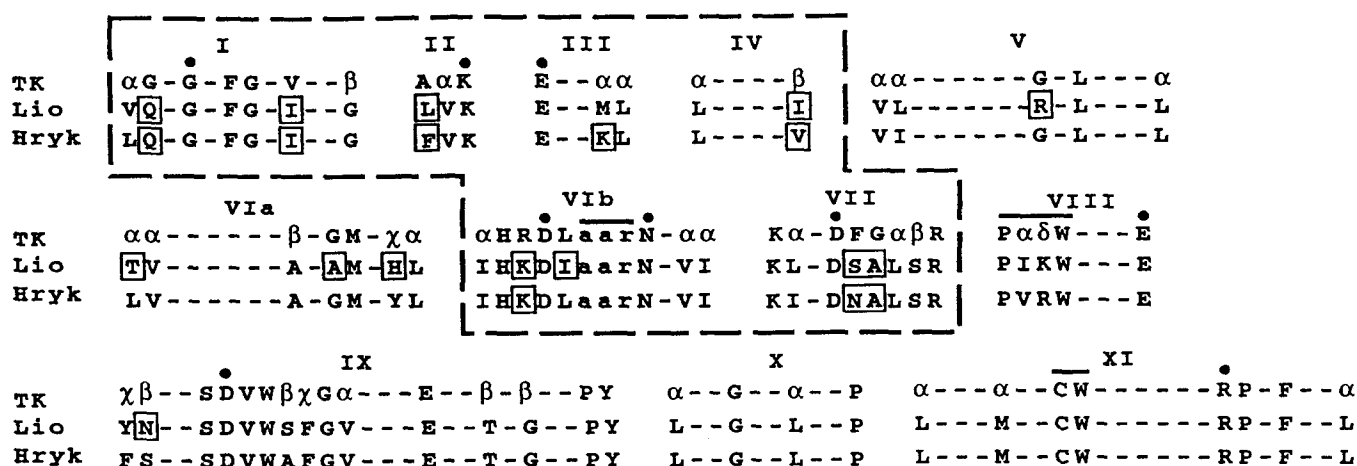 I II III IV V
TK αG-G-FG-V--β AαK E--αα α----β αα------G-L---α
Lio VQ-G-FG-I--G LVK E--ML L----I VL------R-L---L
Hryk LQ-G-FG-I--G FVK E--KL L----V VI------G-L---L
VIa VIb VII VIII
TK αα------β-GM-χα αHRDLaarN-αα Kα-DFGαβR PαδW---E
Lio TV------A-AM-HL IHKDIaarN-VI KL-DSALSR PIKW---E
Hryk LV------A-GM-YL IHKDLaarN-VI KI-DNALSR PVRW---E
IX X XI
TK χβ--SDVWβχGα---E--β-β--PY α--G--α--P α---α--CW------RP-F--α
Lio YN--SDVWSFGV---E--T-G--PY L--G--L--P L---M--CW------RP-F--L
Hryk FS--SDVWAFGV---E--T-G--PY L--G--L--P L---M--CW------RP-F--L